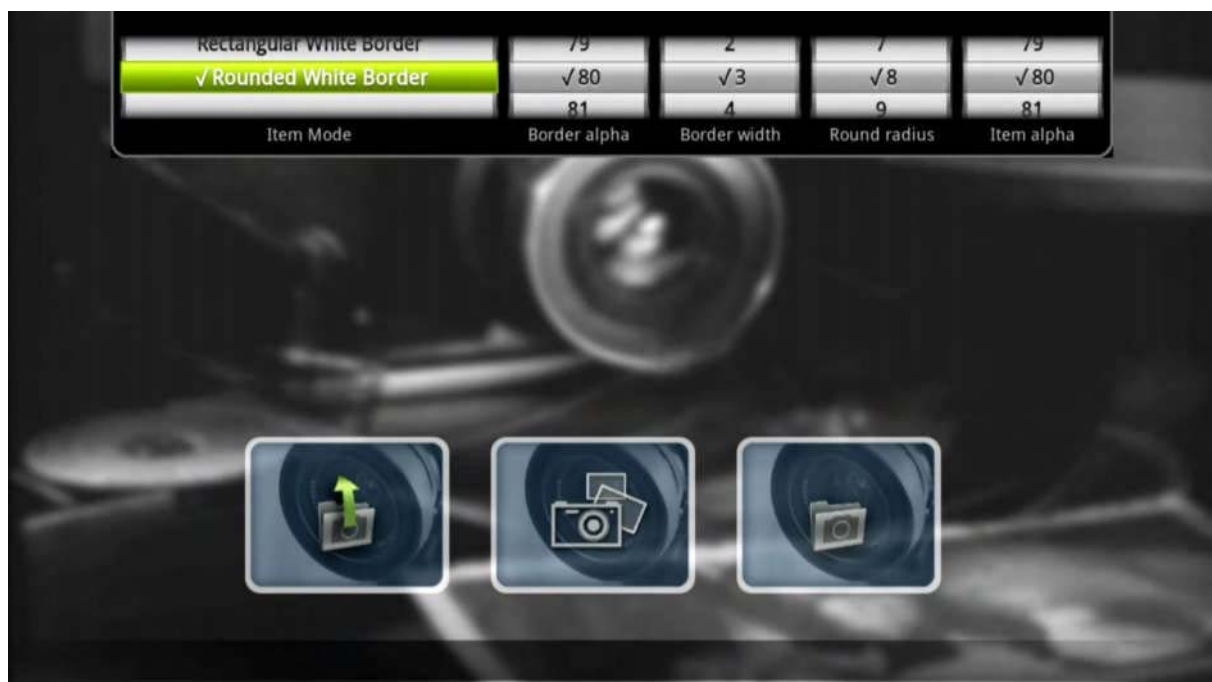 Rectangular White Border 79 2 7 79
√ Rounded White Border √ 80 √ 3 √ 8 √ 80
81 4 9 81
Item Mode Border alpha Border width Round radius Item alpha